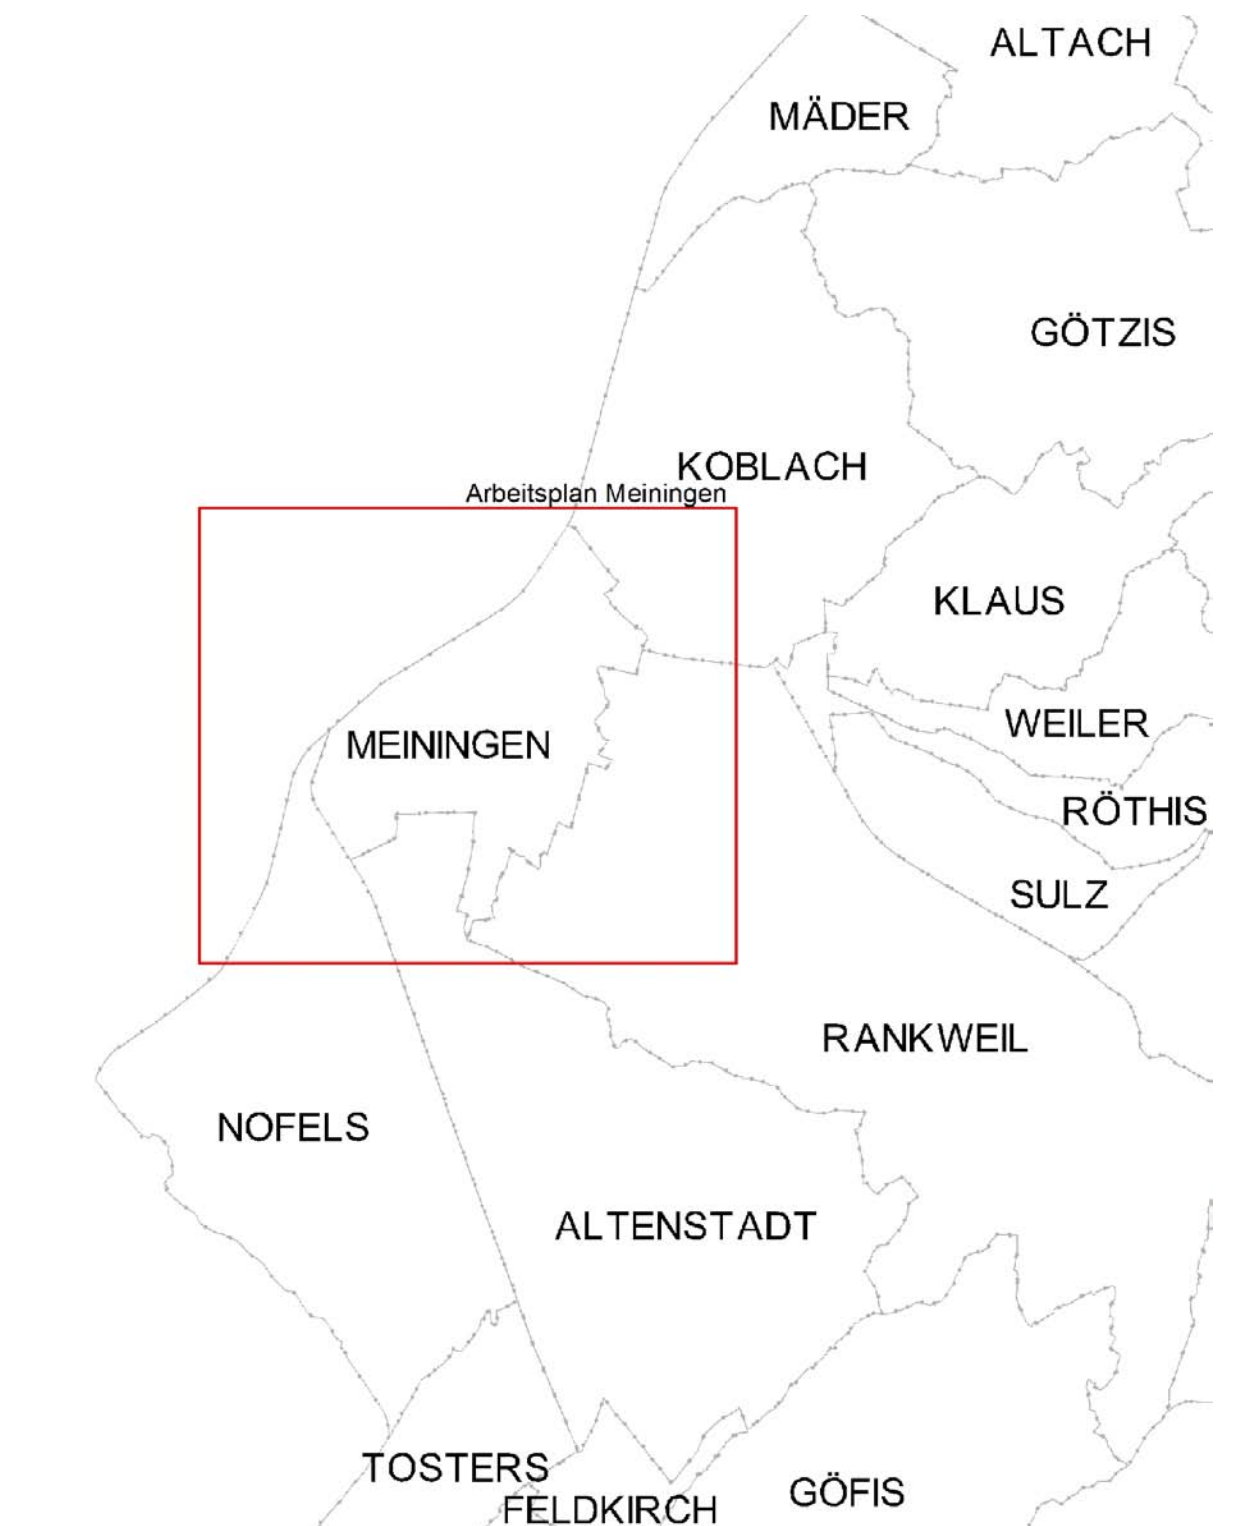 ALTACH
MÄDER
GÖTZIS
KOBLACH
Arbeitsplan Meiningen
KLAUS
WEILER
MEININGEN
RÖTHIS
SULZ
RANKWEIL
NOFELS
ALTENSTADT
TOSTERS
GÖFIS
FELDKIRCH